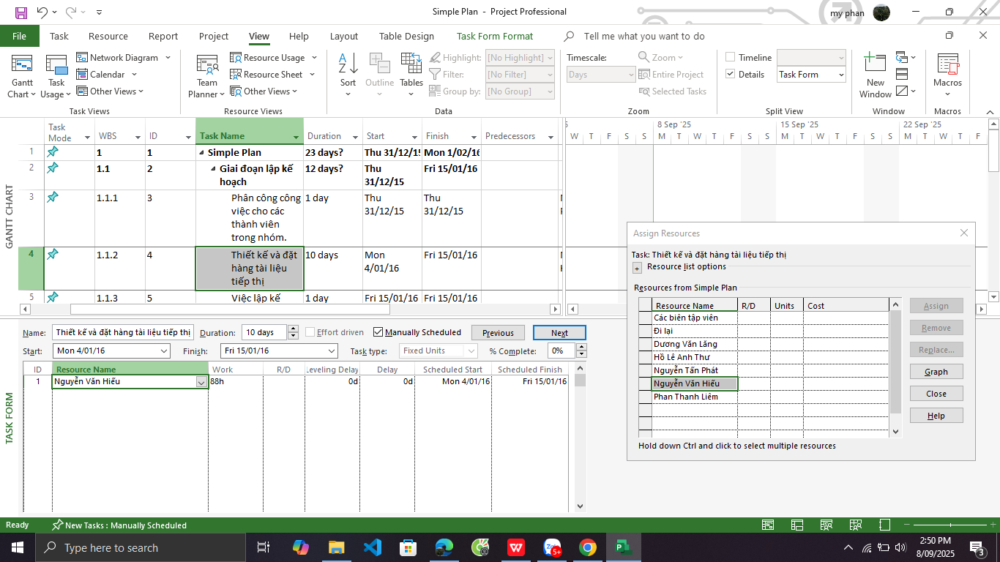 Simple Plan - Project Professional
my phan
File Task Resource Report Project View Help Layout Table Design Task Form Format Tell me what you want to do
Gantt Chart
Task Usage
Network Diagram
Calendar
Other Views
Task Views
Team Planner
Resource Usage
Resource Sheet
Other Views
Resource Views
Sort
Outline
Tables
Highlight: [No Highlight]
Filter: [No Filter]
Group by: [No Group]
Data
Timescale:
Days
Zoom
Entire Project
Selected Tasks
Zoom
Timeline
Details Task Form
Split View
New Window
Window
Macros
Macros
GANTT CHART
Task Mode WBS ID Task Name Duration Start Finish Predecessors
8 Sep '25 15 Sep '25 22 Sep '25
W T F S S M T W T F S S M T W T F S S M T W T F
1 1 1 Simple Plan 23 days? Thu 31/12/15 Mon 1/02/16
2 1.1 2 Giai đoạn lập kế hoạch 12 days? Thu 31/12/15 Fri 15/01/16
3 1.1.1 3 Phân công công việc cho các thành viên trong nhóm. 1 day Thu 31/12/15 Thu 31/12/15
4 1.1.2 4 Thiết kế và đặt hàng tài liệu tiếp thị 10 days Mon 4/01/16 Fri 15/01/16
5 1.1.3 5 Việc lập kế 1 day Fri 15/01/16 Fri 15/01/16
TASK FORM
Name: Thiết kế và đặt hàng tài liệu tiếp thị Duration: 10 days Effort driven Manually Scheduled Previous Next
Start: Mon 4/01/16 Finish: Fri 15/01/16 Task type: Fixed Units % Complete: 0%
ID Resource Name Work R/D Leveling Delay Delay Scheduled Start Scheduled Finish
1 Nguyễn Văn Hiếu 88h 0d 0d Mon 4/01/16 Fri 15/01/16
Assign Resources
Task: Thiết kế và đặt hàng tài liệu tiếp thị
+ Resource list options
Resources from Simple Plan
Resource Name R/D Units Cost
Các biên tập viên
Đi lại
Dương Văn Lăng
Hồ Lê Anh Thư
Nguyễn Tấn Phát
Nguyễn Văn Hiếu
Phan Thanh Liêm
Assign
Remove
Replace...
Graph
Close
Help
Hold down Ctrl and click to select multiple resources
Ready New Tasks : Manually Scheduled
Type here to search
5+
2:50 PM
8/09/2025
3